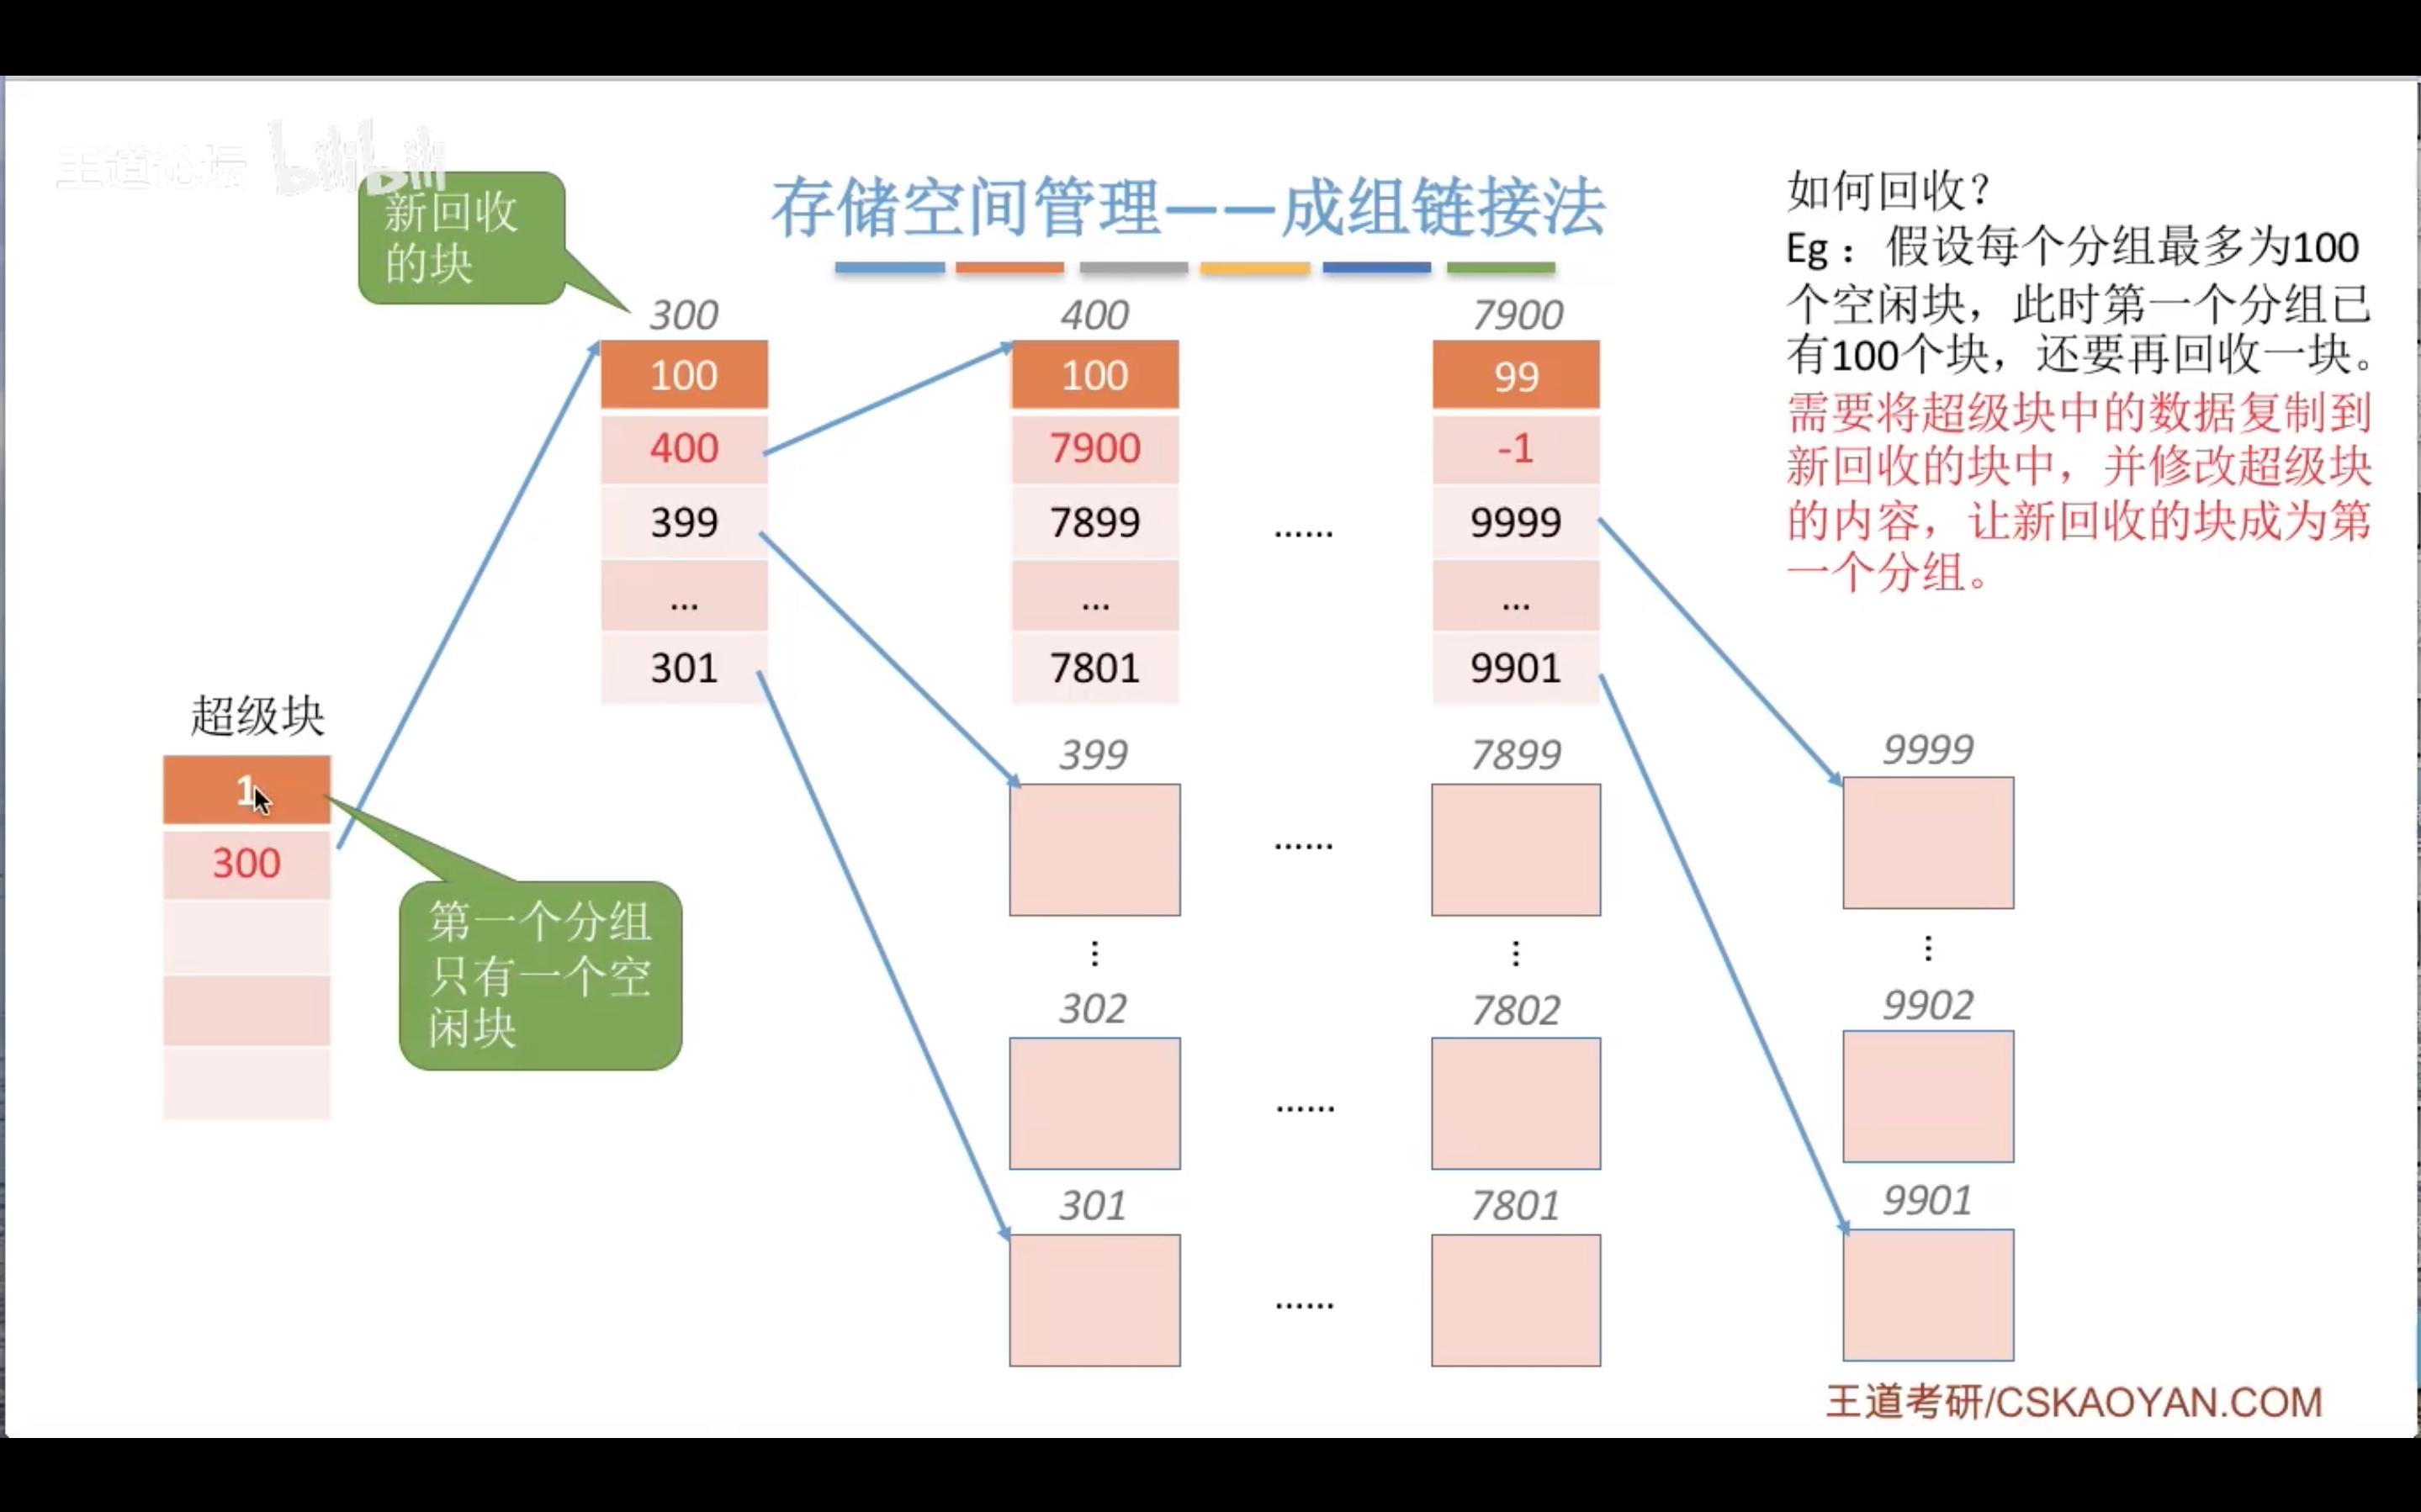 王道论坛 bilibili
新回收
的块
存储空间管理——成组链接法
如何回收？
Eg：假设每个分组最多为100
个空闲块，此时第一个分组已
有100个块，还要再回收一块。
需要将超级块中的数据复制到
新回收的块中，并修改超级块
的内容，让新回收的块成为第
一个分组。
300
100
400
399
...
301
400
100
7900
7899
...
7801
......
7900
99
-1
9999
...
9901
超级块
1
300
第一个分组
只有一个空
闲块
399
...
302
301
......
......
......
7899
...
7802
7801
9999
...
9902
9901
王道考研/CSKAOYAN.COM